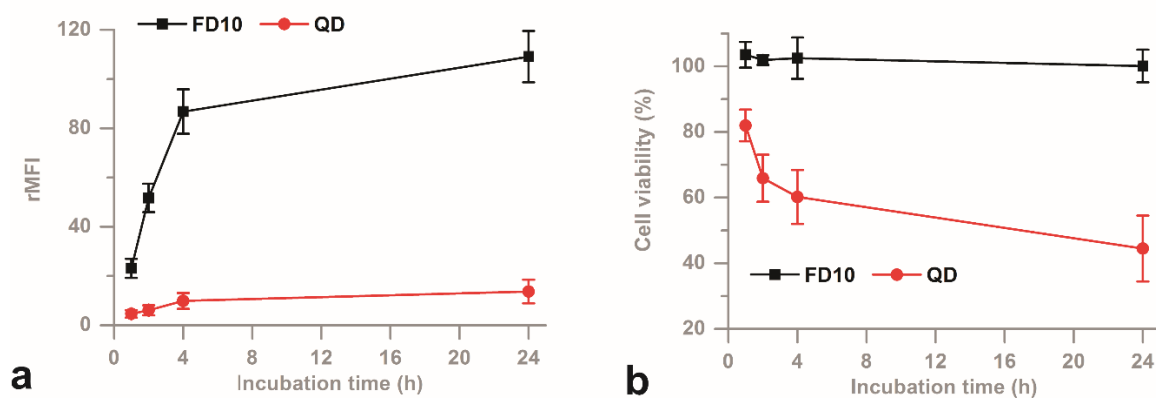 FD10 QD
120
80
40
0
rMFI
0 4 8 12 16 20 24
Incubation time (h)
a
100
80
60
40
20
Cell viability (%)
FD10 QD
0 4 8 12 16 20 24
Incubation time (h)
b